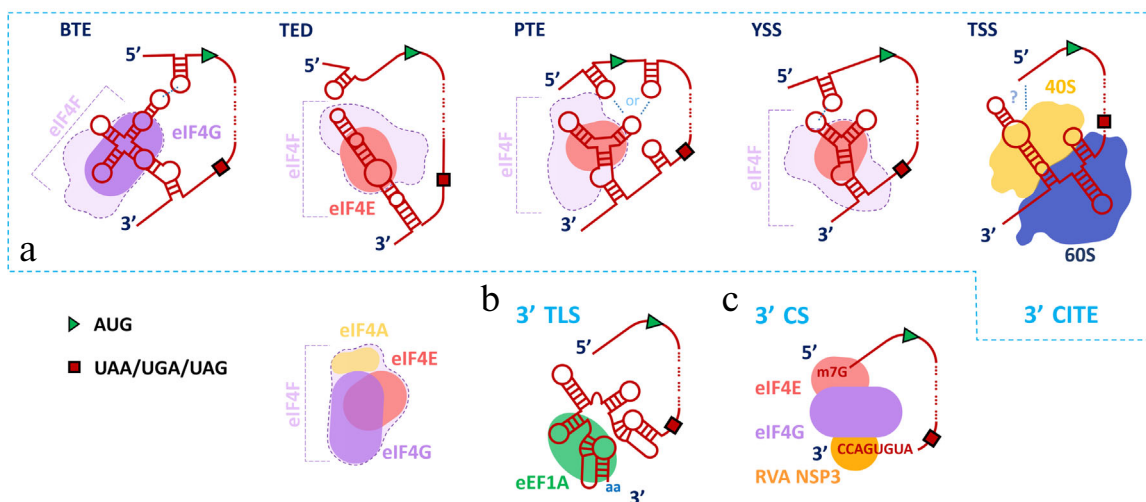 BTE
TED
PTE
YSS
TSS
5’
5’
5’
5’
5’
eIF4F
eIF4G
eIF4F
eIF4E
or
eIF4F
eIF4F
?
40S
60S
3’
3’
3’
3’
3’
a
AUG
UAA/UGA/UAG
eIF4F
eIF4A
eIF4E
eIF4G
b
3’ TLS
5’
eEF1A
aa
3’
c
3’ CS
5’
m7G
eIF4E
eIF4G
3’
CCAGUGUA
RVA NSP3
3’ CITE